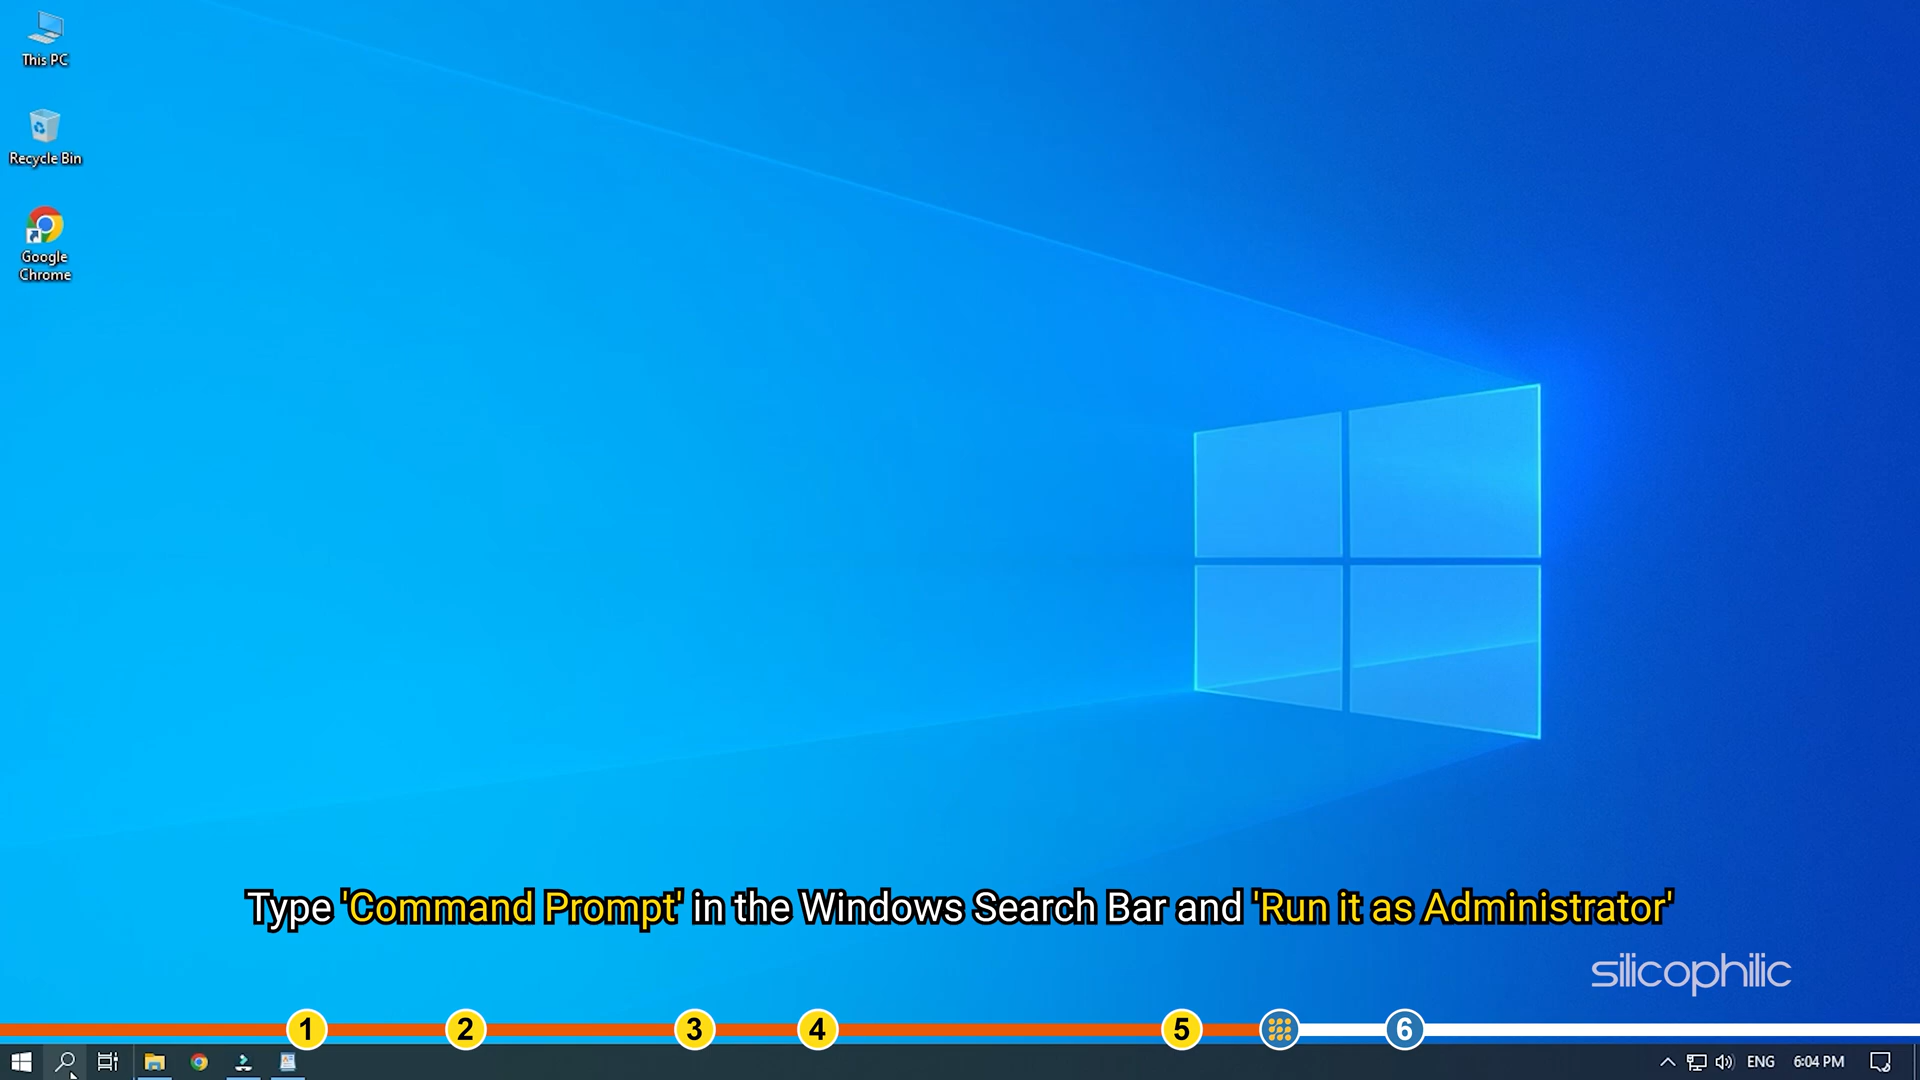 This PC
Recycle Bin
Google
Chrome
Type 'Command Prompt' in the Windows Search Bar and 'Run it as Administrator'
silicophilic
1 2 3 4 5 6
ENG 6:04 PM